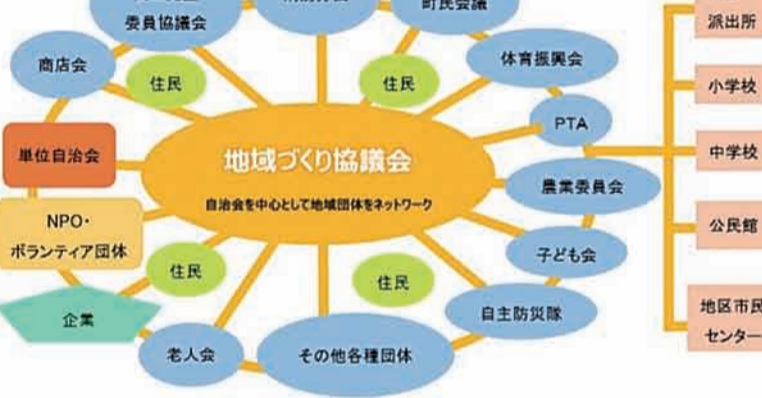 委員協議会
町民会議
派出所
商店会
住民
住民
体育振興会
小学校
PTA
単位自治会
地域づくり協議会
中学校
自治会を中心として地域団体をネットワーク
農業委員会
NPO・
ボランティア団体
公民館
子ども会
住民
住民
企業
自主防災隊
地区市民
センター
老人会
その他各種団体